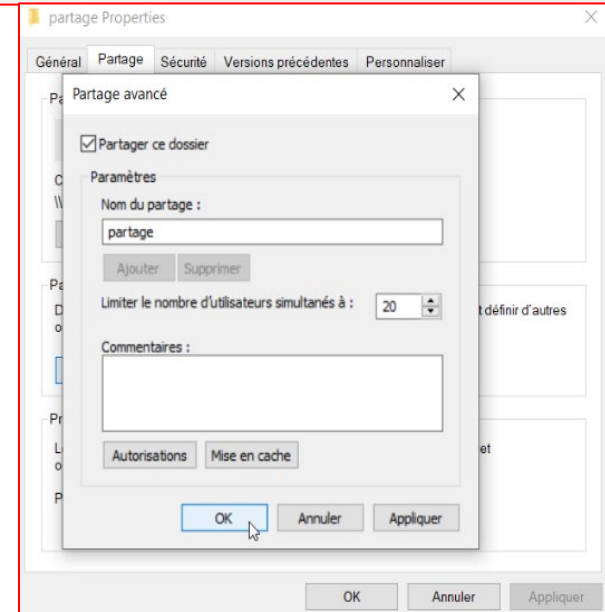 partage Properties
Général Partage Sécurité Versions précédentes Personnaliser
Partage avancé
Partager ce dossier
Paramètres
Nom du partage :
partage
Ajouter Supprimer
Limiter le nombre d'utilisateurs simultanés à : 20
t définir d'autres
Commentaires :
et
Autorisations Mise en cache
OK Annuler Appliquer
OK Annuler Appliquer